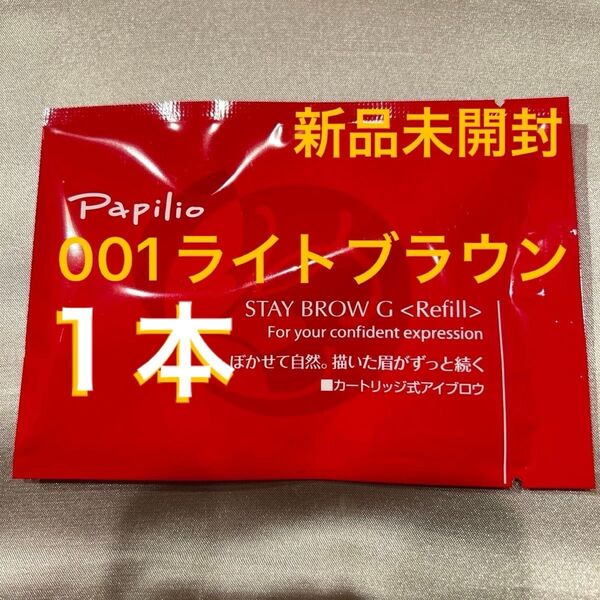 新品未開封
Papilio
001ライトブラウン
1本
STAY BROW G <Refill>
For your confident expression
ぼかせて自然。描いた眉がずっと続く
■カートリッジ式アイブロウ